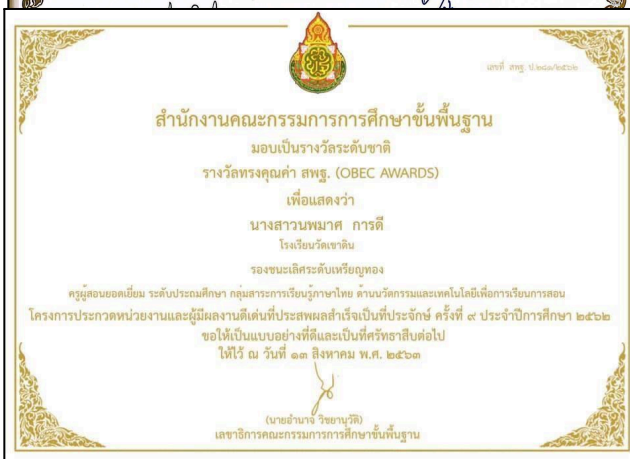 เลขที่ สพฐ. ป.๒๘๑/๒๕๖๒
สำนักงานคณะกรรมการการศึกษาขั้นพื้นฐาน
มอบเป็นรางวัลระดับชาติ
รางวัลทรงคุณค่า สพฐ. (OBEC AWARDS)
เพื่อแสดงว่า
นางสาวนพมาศ การดี
โรงเรียนวัดเขาดิน
รองชนะเลิศระดับเหรียญทอง
ครูผู้สอนยอดเยี่ยม ระดับประถมศึกษา กลุ่มสาระการเรียนรู้ภาษาไทย ด้านนวัตกรรมและเทคโนโลยีเพื่อการเรียนการสอน
โครงการประกวดหน่วยงานและผู้มีผลงานดีเด่นที่ประสพผลสำเร็จเป็นที่ประจักษ์ ครั้งที่ ๙ ประจำปีการศึกษา ๒๕๖๒
ขอให้เป็นแบบอย่างที่ดีและเป็นที่ศรัทธาสืบต่อไป
ให้ไว้ ณ วันที่ ๑๓ สิงหาคม พ.ศ. ๒๕๖๓
(นายอำนาจ วิชยานุวัติ)
เลขาธิการคณะกรรมการการศึกษาขั้นพื้นฐาน